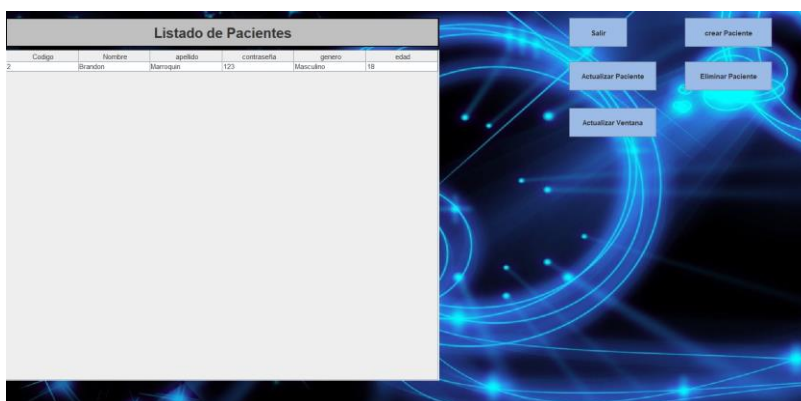 Listado de Pacientes
Codigo Nombre apellido contraseña genero edad
2 Brandon Marroquin 123 Masculino 18
Salir crear Paciente
Actualizar Paciente Eliminar Paciente
Actualizar Ventana